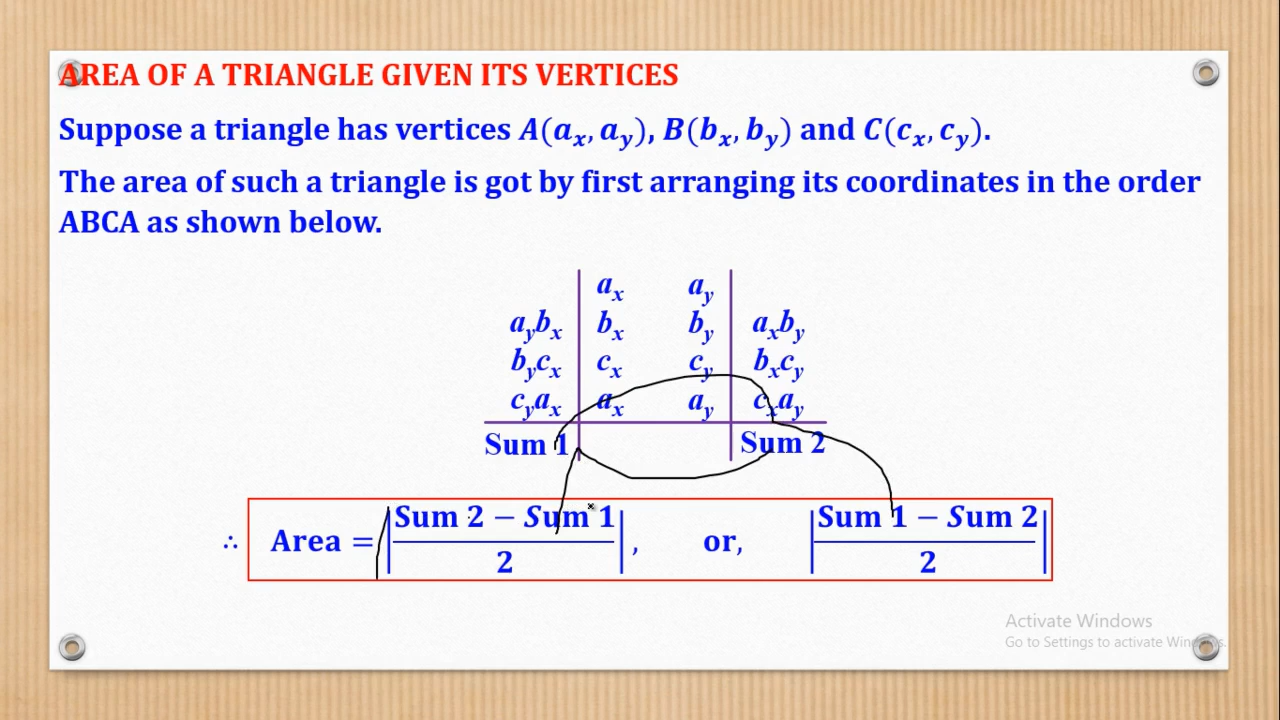 AREA OF A TRIANGLE GIVEN ITS VERTICES
Suppose a triangle has vertices A(aₓ, a_y), B(bₓ, b_y) and C(cₓ, c_y).
The area of such a triangle is got by first arranging its coordinates in the order
ABCA as shown below.
aₓ a_y
a_y bₓ bₓ b_y aₓ b_y
b_y cₓ cₓ c_y bₓ c_y
c_y aₓ aₓ a_y cₓ a_y
Sum 1 Sum 2
∴ Area = |(Sum 2 − Sum 1)/2|, or, |(Sum 1 − Sum 2)/2|
Activate Windows
Go to Settings to activate Windows.